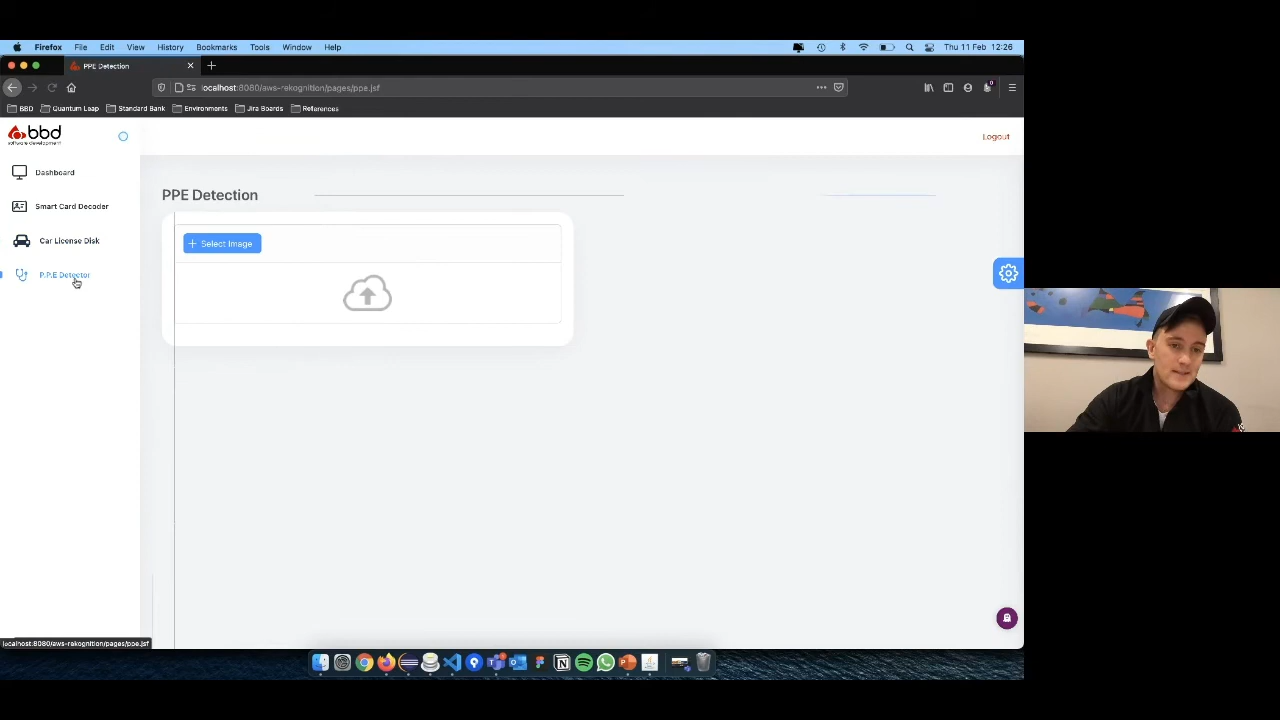 Firefox File Edit View History Bookmarks Tools Window Help Thu 11 Feb 12:26
PPE Detection
localhost:8080/aws-rekognition/pages/ppe.jsf
BBD Quantum Leap Standard Bank Environments Jira Boards References
bbd
software development
Logout
Dashboard
PPE Detection
Smart Card Decoder
Car License Disk
Select Image
P.P.E Detector
localhost:8080/aws-rekognition/pages/ppe.jsf